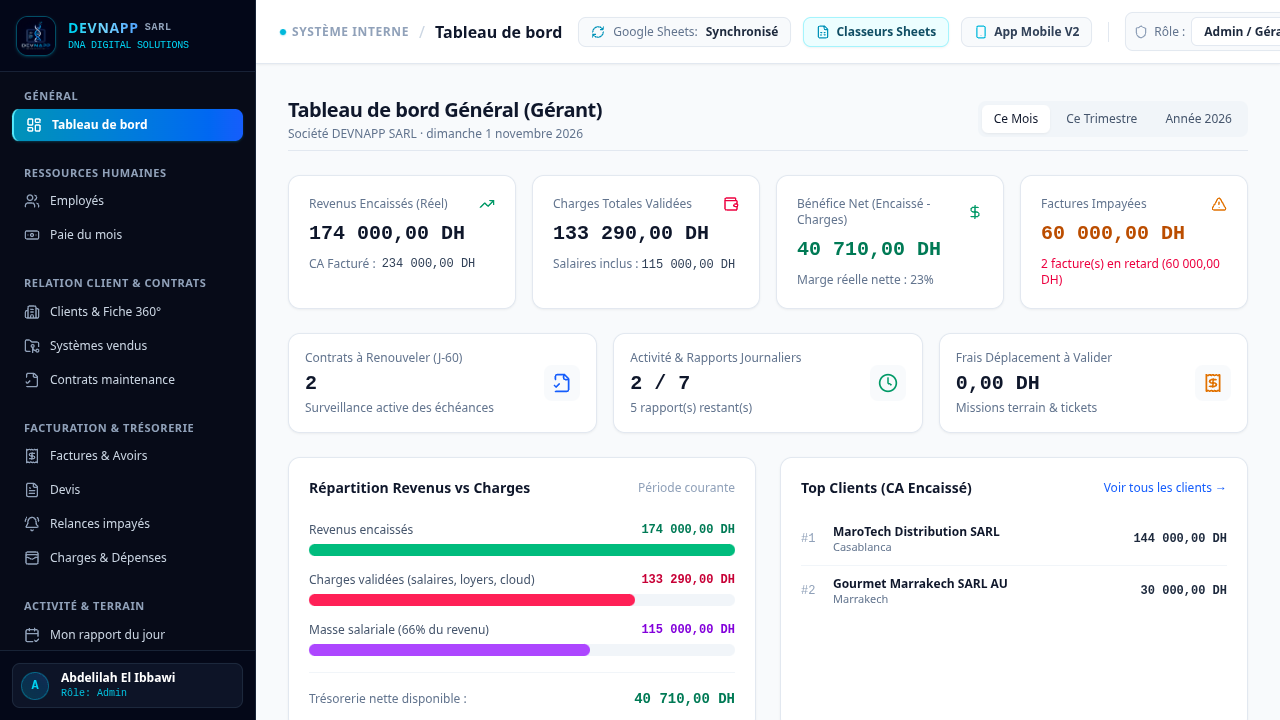 DEVNAPP SARL
DNA DIGITAL SOLUTIONS
GÉNÉRAL
Tableau de bord
RESSOURCES HUMAINES
Employés
Paie du mois
RELATION CLIENT & CONTRATS
Clients & Fiche 360°
Systèmes vendus
Contrats maintenance
FACTURATION & TRÉSORERIE
Factures & Avoirs
Devis
Relances impayés
Charges & Dépenses
ACTIVITÉ & TERRAIN
Mon rapport du jour
A
Abdelilah El Ibbawi
Rôle: Admin
SYSTÈME INTERNE / Tableau de bord
Google Sheets: Synchronisé
Classeurs Sheets
App Mobile V2
Rôle :
Admin / Géra
Tableau de bord Général (Gérant)
Société DEVNAPP SARL · dimanche 1 novembre 2026
Ce Mois
Ce Trimestre
Année 2026
Revenus Encaissés (Réel)
174 000,00 DH
CA Facturé : 234 000,00 DH
Charges Totales Validées
133 290,00 DH
Salaires inclus : 115 000,00 DH
Bénéfice Net (Encaissé -
Charges)
40 710,00 DH
Marge réelle nette : 23%
Factures Impayées
60 000,00 DH
2 facture(s) en retard (60 000,00
DH)
Contrats à Renouveler (J-60)
2
Surveillance active des échéances
Activité & Rapports Journaliers
2 / 7
5 rapport(s) restant(s)
Frais Déplacement à Valider
0,00 DH
Missions terrain & tickets
Répartition Revenus vs Charges
Période courante
Revenus encaissés
174 000,00 DH
Charges validées (salaires, loyers, cloud)
133 290,00 DH
Masse salariale (66% du revenu)
115 000,00 DH
Trésorerie nette disponible :
40 710,00 DH
Top Clients (CA Encaissé)
Voir tous les clients →
#1
MaroTech Distribution SARL
Casablanca
144 000,00 DH
#2
Gourmet Marrakech SARL AU
Marrakech
30 000,00 DH